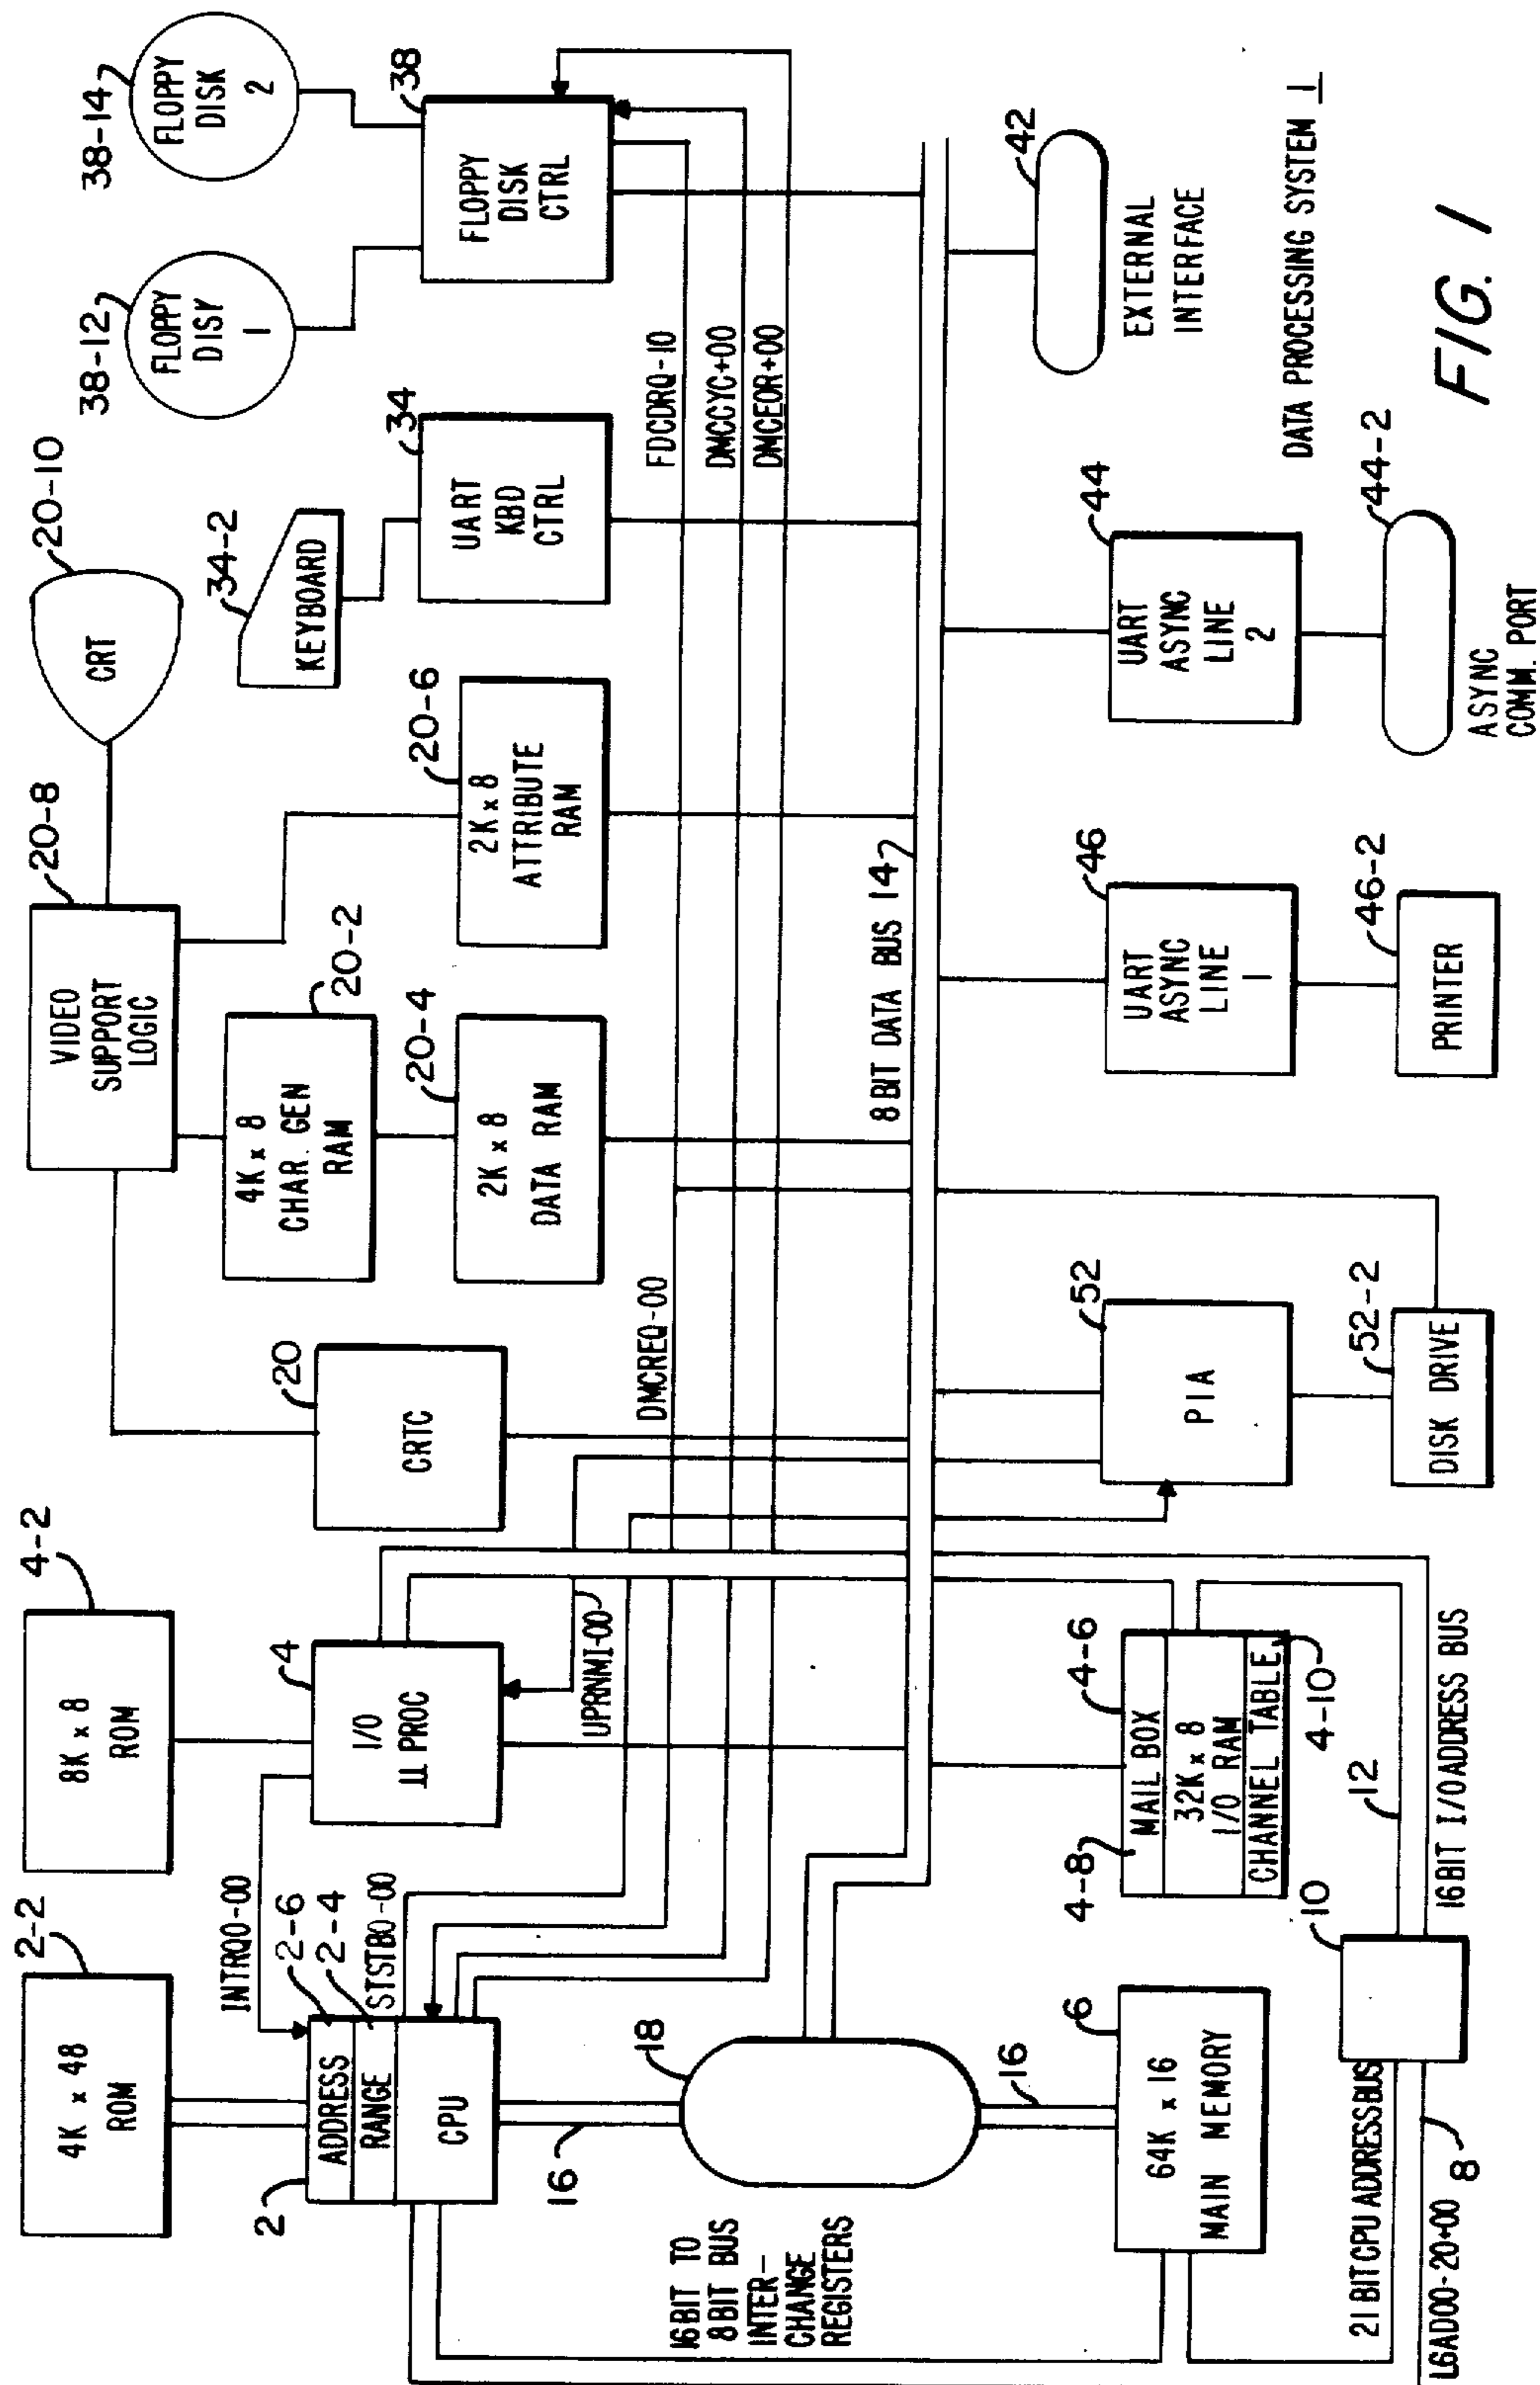 2-2
4K x 48
ROM
4-2
8K x 8
ROM
INTRQ0-00
2
2-6
2-4
ADDRESS
RANGE
CPU
STSTB0-00
4
I/O
µ PROC
UPRNMI-00
20
CRTC
20-8
VIDEO
SUPPORT
LOGIC
20-10
CRT
20-2
4K x 8
CHAR. GEN
RAM
20-4
2K x 8
DATA RAM
20-6
2K x 8
ATTRIBUTE
RAM
34-2
KEYBOARD
34
UART
KBD
CTRL
38-12
FLOPPY
DISY
1
38-14
FLOPPY
DISK
2
38
FLOPPY
DISK
CTRL
DMCREQ-00
FDCDRQ-10
DMCCYC+00
DMCEOR+00
16
18
16 BIT TO
8 BIT BUS
INTER-
CHANGE
REGISTERS
8 BIT DATA BUS 14
16
6
64K x 16
MAIN MEMORY
4-8
4-6
MAIL BOX
32K x 8
I/O RAM
CHANNEL TABLE
4-10
52
PIA
52-2
DISK DRIVE
46
UART
ASYNC
LINE
1
46-2
PRINTER
44
UART
ASYNC
LINE
2
44-2
ASYNC
COMM. PORT
42
EXTERNAL
INTERFACE
21 BIT CPU ADDRESS BUS
10
12
16 BIT I/O ADDRESS BUS
L6AD00-20+00
8
DATA PROCESSING SYSTEM 1
FIG. 1